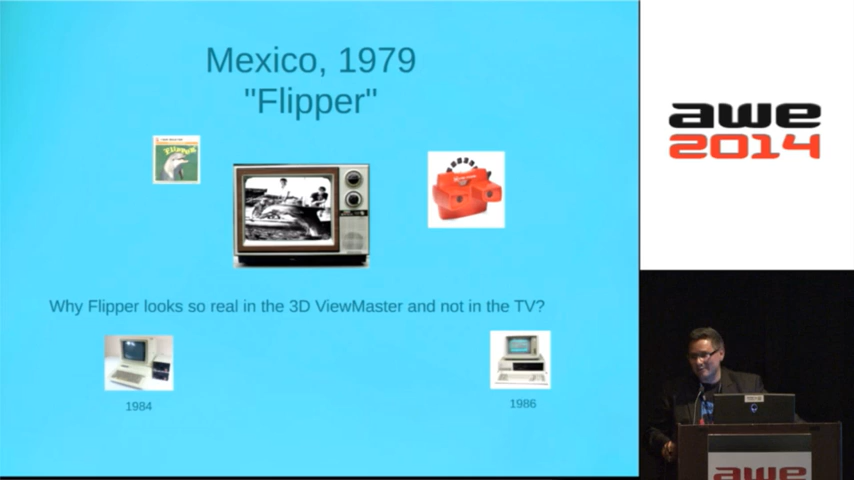 Mexico, 1979
"Flipper"
Flipper
Why Flipper looks so real in the 3D ViewMaster and not in the TV?
1984
1986
awe
2014
awe